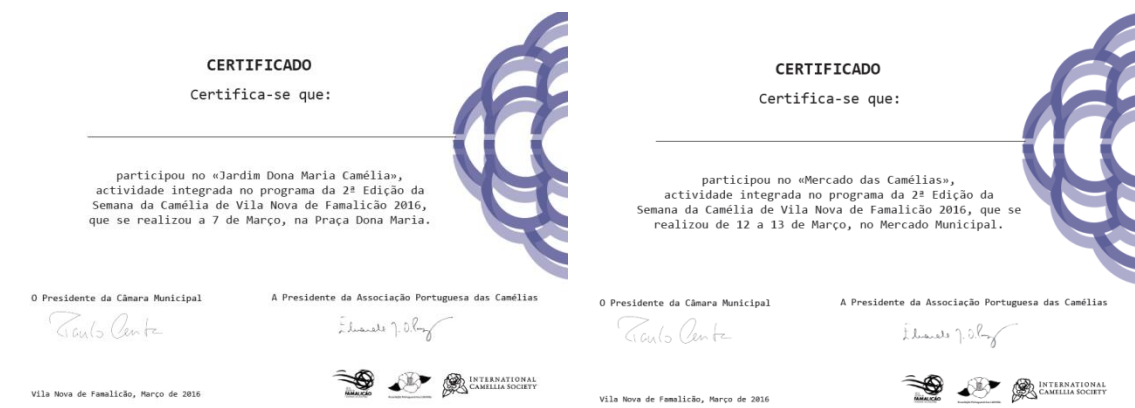 CERTIFICADO
Certifica-se que:
participou no «Jardim Dona Maria Camélia»,
actividade integrada no programa da 2ª Edição da
Semana da Camélia de Vila Nova de Famalicão 2016,
que se realizou a 7 de Março, na Praça Dona Maria.
O Presidente da Câmara Municipal
A Presidente da Associação Portuguesa das Camélias
FAMALICÃO
INTERNATIONAL
CAMELLIA SOCIETY
Vila Nova de Famalicão, Março de 2016
CERTIFICADO
Certifica-se que:
participou no «Mercado das Camélias»,
actividade integrada no programa da 2ª Edição da
Semana da Camélia de Vila Nova de Famalicão 2016, que se
realizou de 12 a 13 de Março, no Mercado Municipal.
O Presidente da Câmara Municipal
A Presidente da Associação Portuguesa das Camélias
FAMALICÃO
INTERNATIONAL
CAMELLIA SOCIETY
Vila Nova de Famalicão, Março de 2016